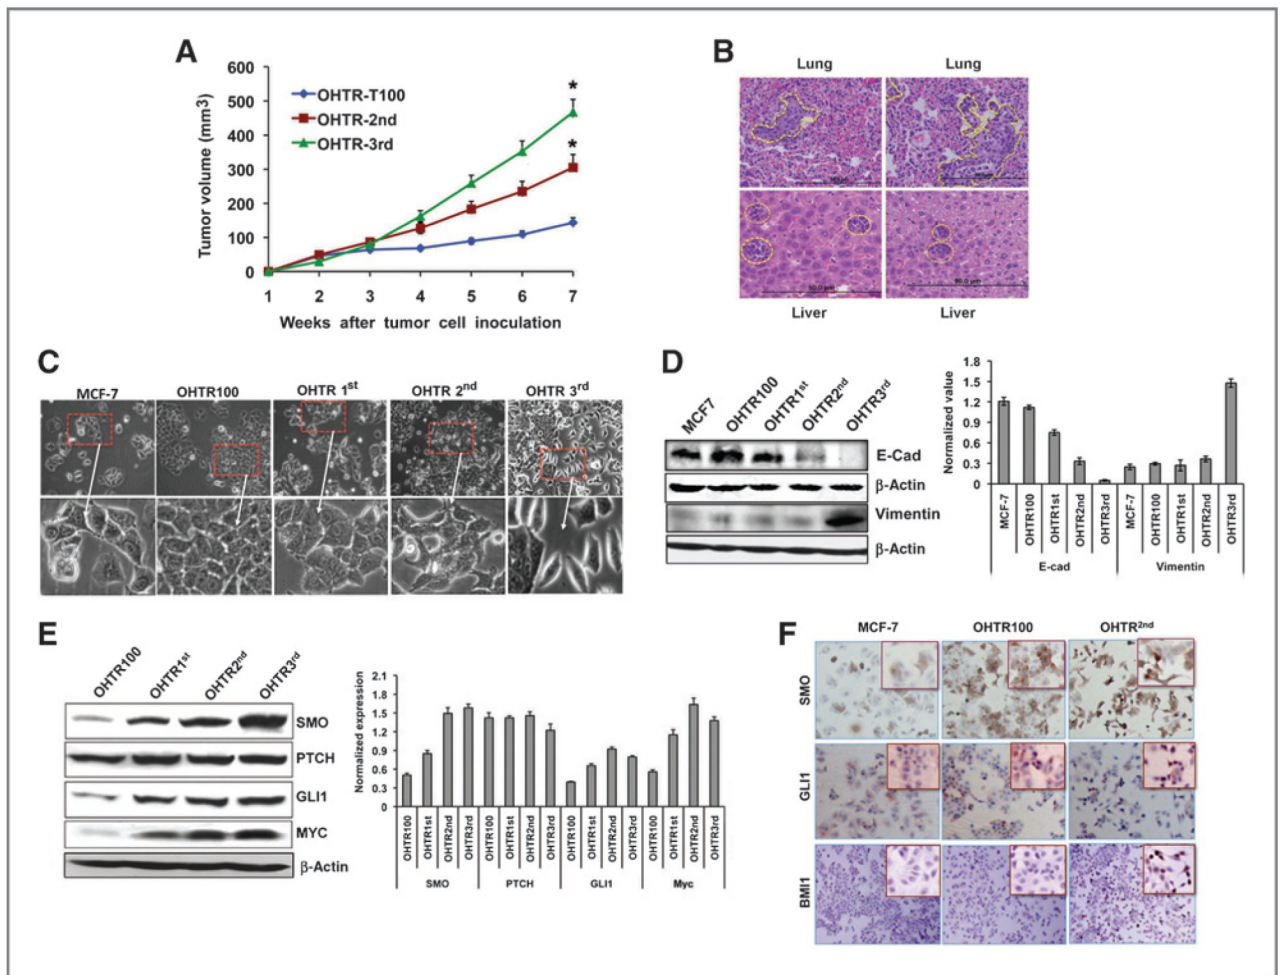 A
600
500
400
300
200
100
0
Tumor volume (mm³)
OHTR-T100
OHTR-2nd
OHTR-3rd
*
*
1 2 3 4 5 6 7
Weeks after tumor cell inoculation
B
Lung Lung
90.0 µm
Liver Liver
C
MCF-7 OHTR100 OHTR 1st OHTR 2nd OHTR 3rd
D
MCF7 OHTR100 OHTR1st OHTR2nd OHTR3rd
E-Cad
β-Actin
Vimentin
β-Actin
Normalized value
1.8
1.5
1.2
0.9
0.6
0.3
0
MCF-7 OHTR100 OHTR1st OHTR2nd OHTR3rd MCF-7 OHTR100 OHTR1st OHTR2nd OHTR3rd
E-cad Vimentin
E
OHTR100 OHTR1st OHTR2nd OHTR3rd
SMO
PTCH
GLI1
MYC
β-Actin
Normalized expression
2.1
1.8
1.5
1.2
0.9
0.6
0.3
0
OHTR100 OHTR1st OHTR2nd OHTR3rd OHTR100 OHTR1st OHTR2nd OHTR3rd OHTR100 OHTR1st OHTR2nd OHTR3rd OHTR100 OHTR1st OHTR2nd OHTR3rd
SMO PTCH GLI1 Myc
F
MCF-7 OHTR100 OHTR2nd
SMO
GLI1
BMI1